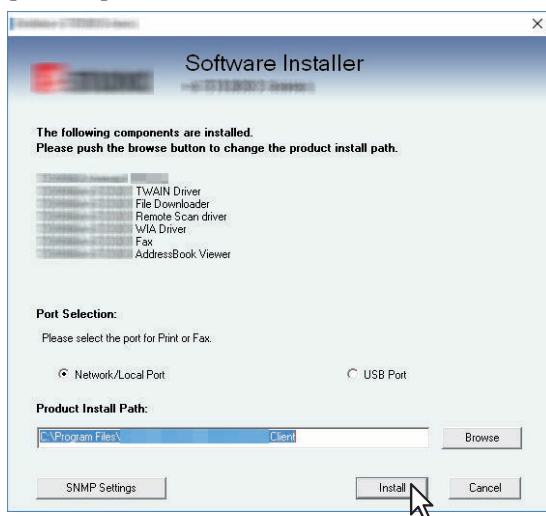 Software Installer
The following components are installed.
Please push the browse button to change the product install path.
TWAIN Driver
File Downloader
Remote Scan driver
WIA Driver
Fax
AddressBook Viewer
Port Selection:
Please select the port for Print or Fax.
Network/Local Port USB Port
Product Install Path:
C:\Program Files\ Client Browse
SNMP Settings Install Cancel